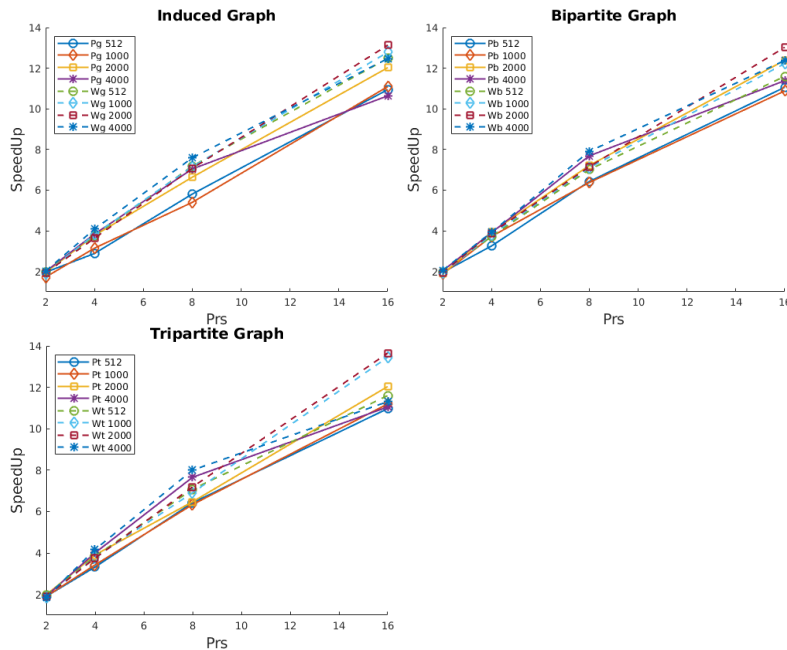 Induced Graph
14
12
10
8
6
4
2
SpeedUp
Pg 512
Pg 1000
Pg 2000
Pg 4000
Wg 512
Wg 1000
Wg 2000
Wg 4000
2 4 6 8 10 12 14 16
Prs
Bipartite Graph
14
12
10
8
6
4
2
SpeedUp
Pb 512
Pb 1000
Pb 2000
Pb 4000
Wb 512
Wb 1000
Wb 2000
Wb 4000
2 4 6 8 10 12 14 16
Prs
Tripartite Graph
14
12
10
8
6
4
2
SpeedUp
Pt 512
Pt 1000
Pt 2000
Pt 4000
Wt 512
Wt 1000
Wt 2000
Wt 4000
2 4 6 8 10 12 14 16
Prs